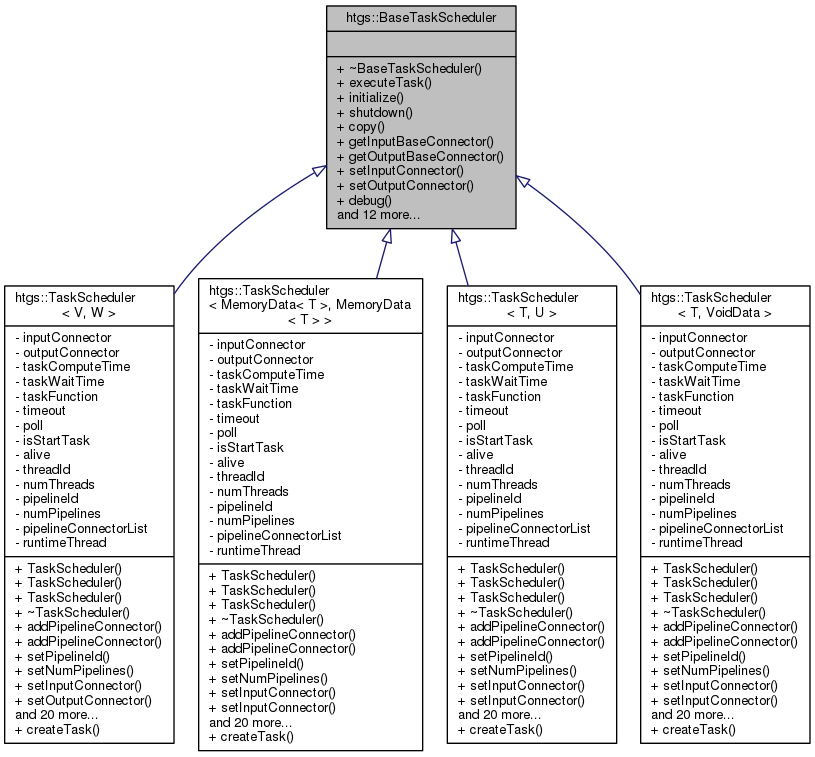 htgs::BaseTaskScheduler
+ ~BaseTaskScheduler()
+ executeTask()
+ initialize()
+ shutdown()
+ copy()
+ getInputBaseConnector()
+ getOutputBaseConnector()
+ setInputConnector()
+ setOutputConnector()
+ debug()
and 12 more...
htgs::TaskScheduler
< V, W >
- inputConnector
- outputConnector
- taskComputeTime
- taskWaitTime
- taskFunction
- timeout
- poll
- isStartTask
- alive
- threadId
- numThreads
- pipelineId
- numPipelines
- pipelineConnectorList
- runtimeThread
+ TaskScheduler()
+ TaskScheduler()
+ TaskScheduler()
+ ~TaskScheduler()
+ addPipelineConnector()
+ addPipelineConnector()
+ setPipelineId()
+ setNumPipelines()
+ setInputConnector()
+ setOutputConnector()
and 20 more...
+ createTask()
htgs::TaskScheduler
< MemoryData< T >, MemoryData
< T > >
- inputConnector
- outputConnector
- taskComputeTime
- taskWaitTime
- taskFunction
- timeout
- poll
- isStartTask
- alive
- threadId
- numThreads
- pipelineId
- numPipelines
- pipelineConnectorList
- runtimeThread
+ TaskScheduler()
+ TaskScheduler()
+ TaskScheduler()
+ ~TaskScheduler()
+ addPipelineConnector()
+ addPipelineConnector()
+ setPipelineId()
+ setNumPipelines()
+ setInputConnector()
+ setInputConnector()
and 20 more...
+ createTask()
htgs::TaskScheduler
< T, U >
- inputConnector
- outputConnector
- taskComputeTime
- taskWaitTime
- taskFunction
- timeout
- poll
- isStartTask
- alive
- threadId
- numThreads
- pipelineId
- numPipelines
- pipelineConnectorList
- runtimeThread
+ TaskScheduler()
+ TaskScheduler()
+ TaskScheduler()
+ ~TaskScheduler()
+ addPipelineConnector()
+ addPipelineConnector()
+ setPipelineId()
+ setNumPipelines()
+ setInputConnector()
+ setInputConnector()
and 20 more...
+ createTask()
htgs::TaskScheduler
< T, VoidData >
- inputConnector
- outputConnector
- taskComputeTime
- taskWaitTime
- taskFunction
- timeout
- poll
- isStartTask
- alive
- threadId
- numThreads
- pipelineId
- numPipelines
- pipelineConnectorList
- runtimeThread
+ TaskScheduler()
+ TaskScheduler()
+ TaskScheduler()
+ ~TaskScheduler()
+ addPipelineConnector()
+ addPipelineConnector()
+ setPipelineId()
+ setNumPipelines()
+ setInputConnector()
+ setInputConnector()
and 20 more...
+ createTask()